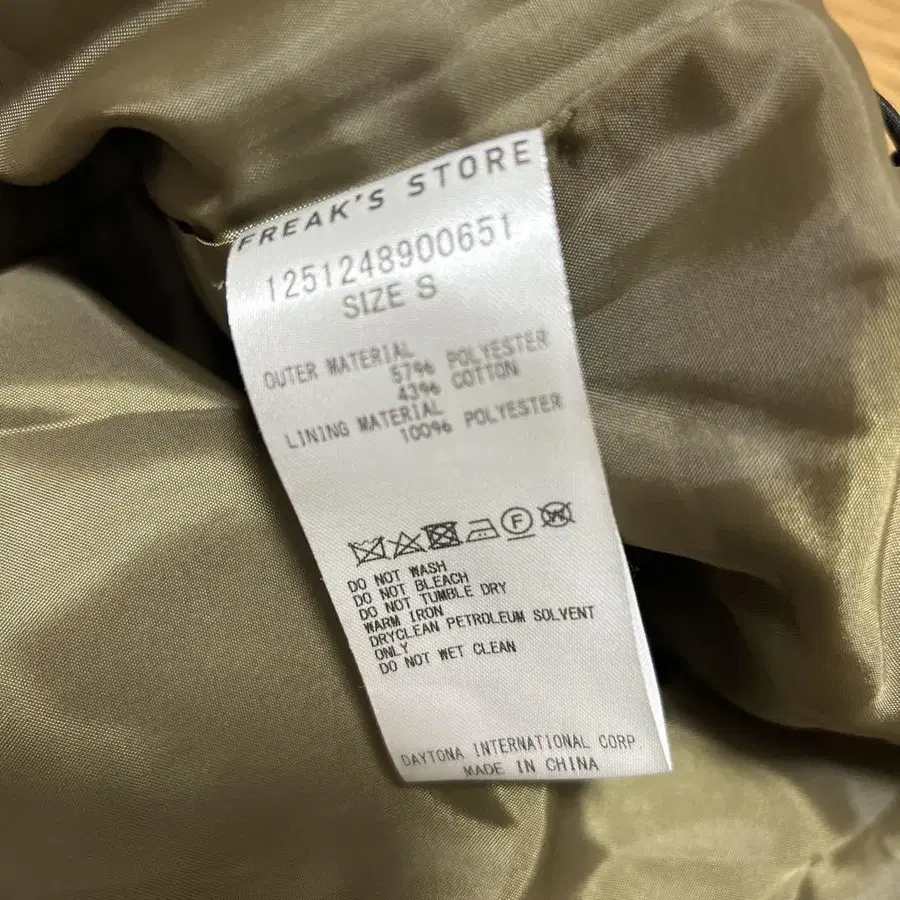 FREAK'S STORE
1251248900651
SIZE S
OUTER MATERIAL
57% POLYESTER
43% COTTON
LINING MATERIAL
100% POLYESTER
F W
DO NOT WASH
DO NOT BLEACH
DO NOT TUMBLE DRY
WARM IRON
DRYCLEAN PETROLEUM SOLVENT
ONLY
DO NOT WET CLEAN
DAYTONA INTERNATIONAL CORP.
MADE IN CHINA